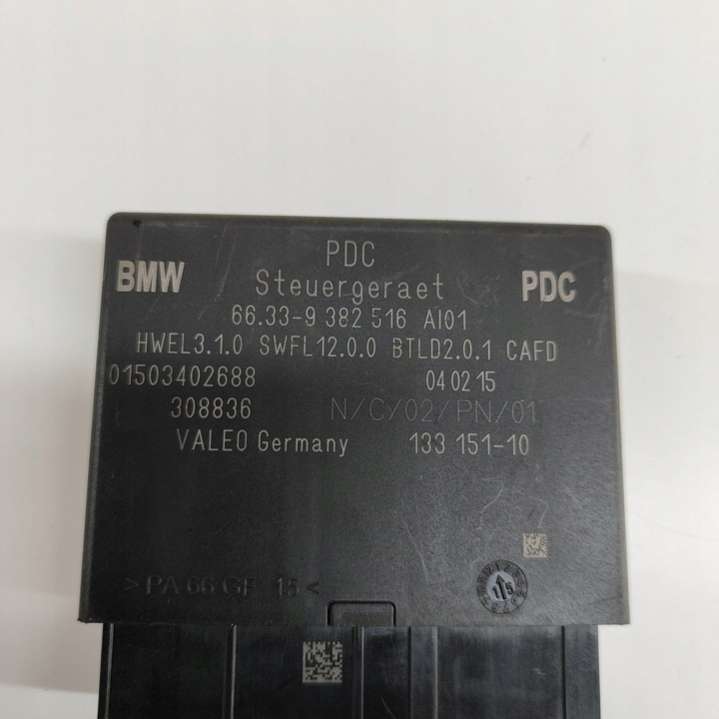 PDC
BMW Steuergeraet PDC
66.33-9 382 516 AI01
HWEL3.1.0 SWFL12.0.0 BTLD2.0.1 CAFD
01503402688 04 02 15
308836 N/C/02/PN/01
VALEO Germany 133 151-10
>PA 66 GF 15<